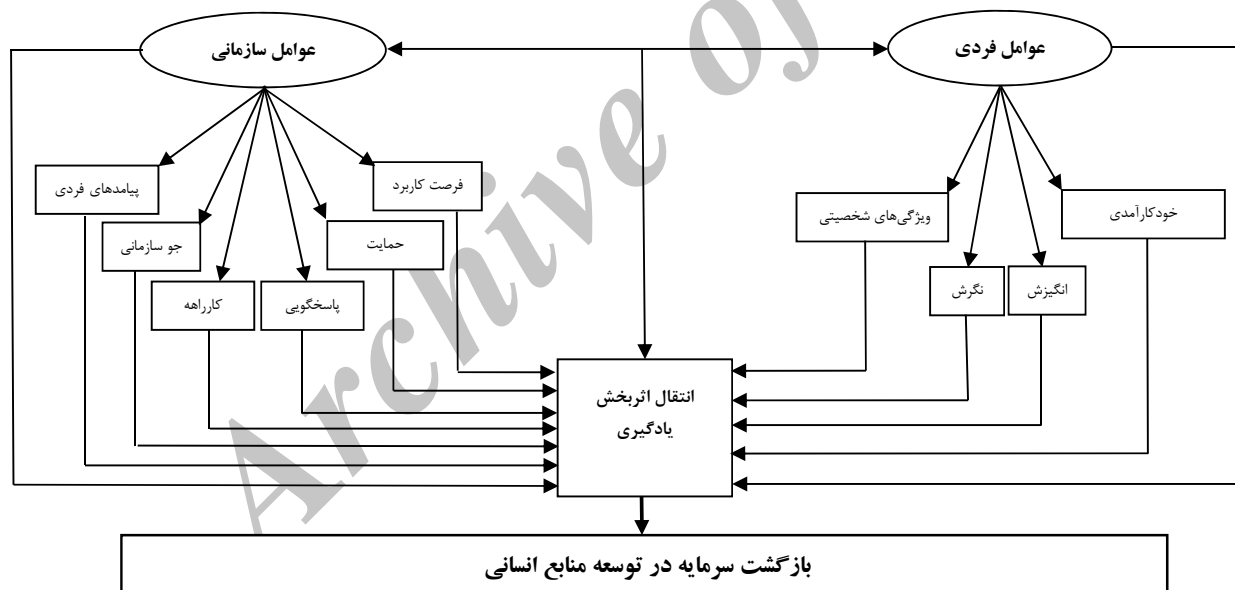 عوامل فردی
عوامل سازمانی
خودکارآمدی
ویژگی‌های شخصیتی
انگیزش
نگرش
فرصت کاربرد
حمایت
پاسخگویی
کارراهه
جو سازمانی
پیامدهای فردی
انتقال اثربخش
یادگیری
بازگشت سرمایه در توسعه منابع انسانی
Archive of